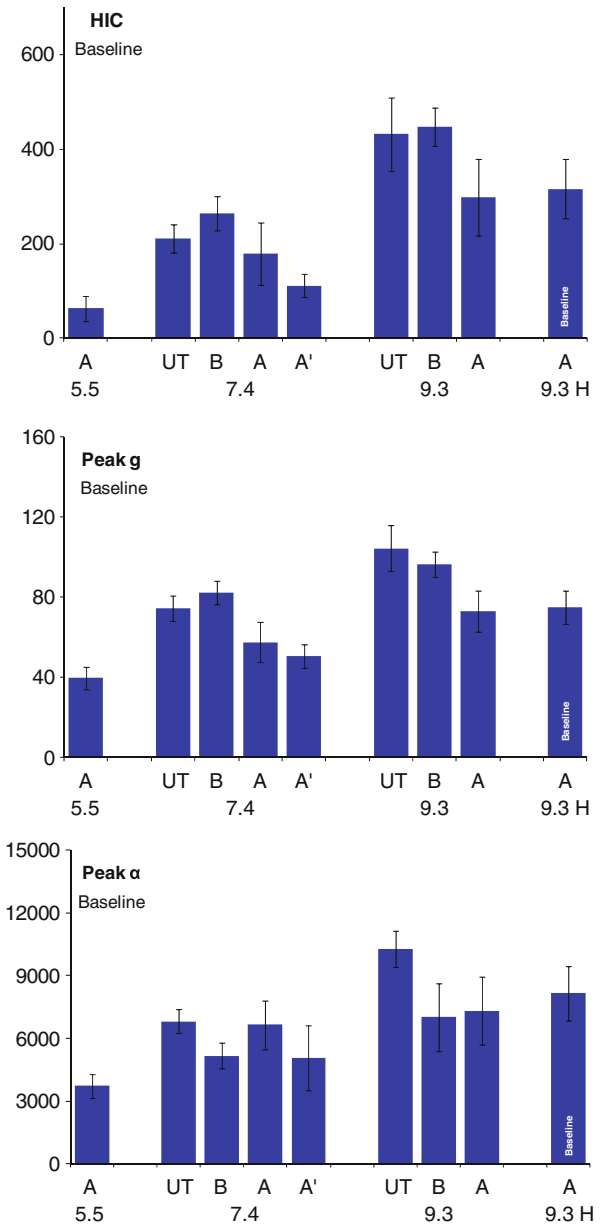 HIC
Baseline
600
400
200
0
Baseline
A UT B A A' UT B A A
5.5 7.4 9.3 9.3 H
160
Peak g
Baseline
120
80
40
0
Baseline
A UT B A A' UT B A A
5.5 7.4 9.3 9.3 H
15000
Peak α
Baseline
12000
9000
6000
3000
0
Baseline
A UT B A A' UT B A A
5.5 7.4 9.3 9.3 H